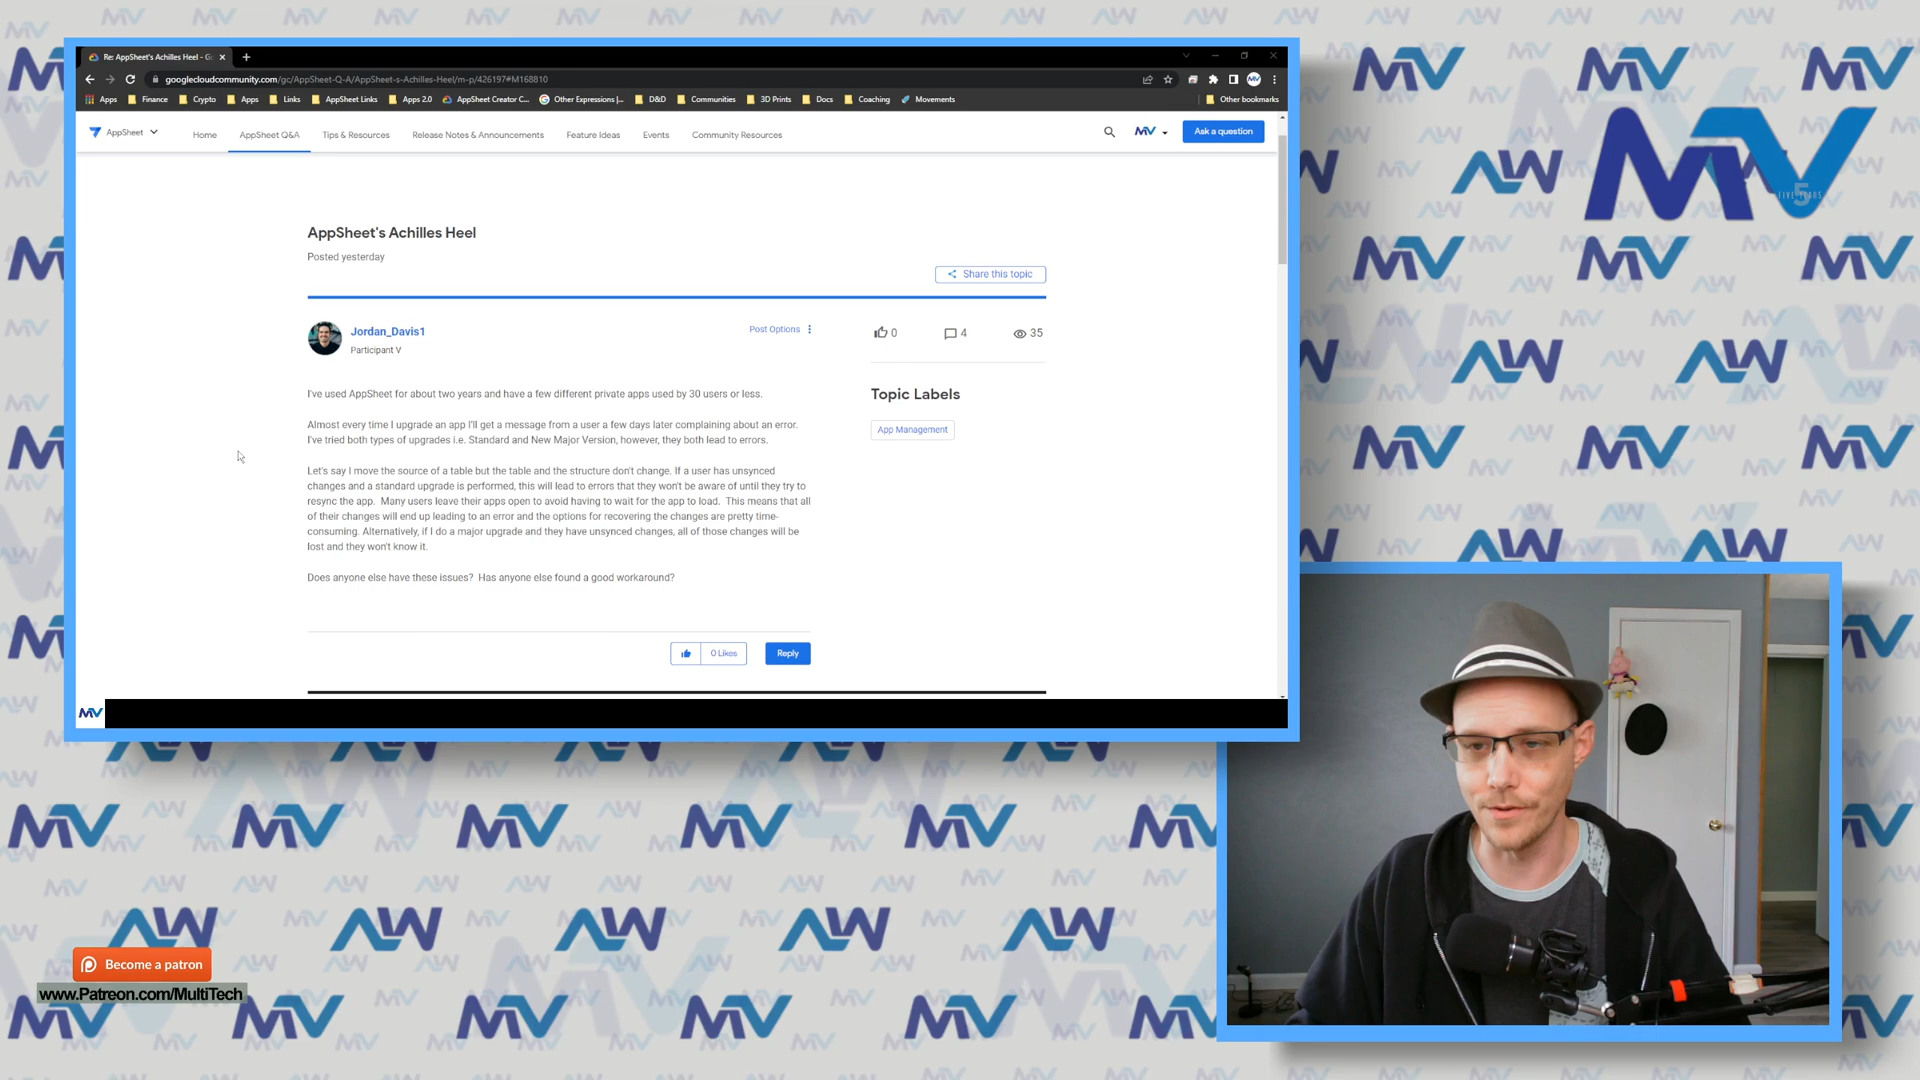 Re: AppSheet's Achilles Heel - Go
googlecloudcommunity.com/gc/AppSheet-Q-A/AppSheet-s-Achilles-Heel/m-p/426197#M168810
Apps Finance Crypto Apps Links AppSheet Links Apps 2.0 AppSheet Creator C... Other Expressions |... D&D Communities 3D Prints Docs Coaching Movements Other bookmarks
AppSheet Home AppSheet Q&A Tips & Resources Release Notes & Announcements Feature Ideas Events Community Resources MV Ask a question
AppSheet's Achilles Heel
Posted yesterday
Share this topic
Jordan_Davis1
Participant V
Post Options
0 4 35
Topic Labels
App Management
I've used AppSheet for about two years and have a few different private apps used by 30 users or less.
Almost every time I upgrade an app I'll get a message from a user a few days later complaining about an error.
I've tried both types of upgrades i.e. Standard and New Major Version, however, they both lead to errors.
Let's say I move the source of a table but the table and the structure don't change. If a user has unsynced
changes and a standard upgrade is performed, this will lead to errors that they won't be aware of until they try to
resync the app. Many users leave their apps open to avoid having to wait for the app to load. This means that all
of their changes will end up leading to an error and the options for recovering the changes are pretty time-
consuming. Alternatively, if I do a major upgrade and they have unsynced changes, all of those changes will be
lost and they won't know it.
Does anyone else have these issues? Has anyone else found a good workaround?
0 Likes
Reply
MV
MV
FIVE YEARS
5
Become a patron
www.Patreon.com/MultiTech